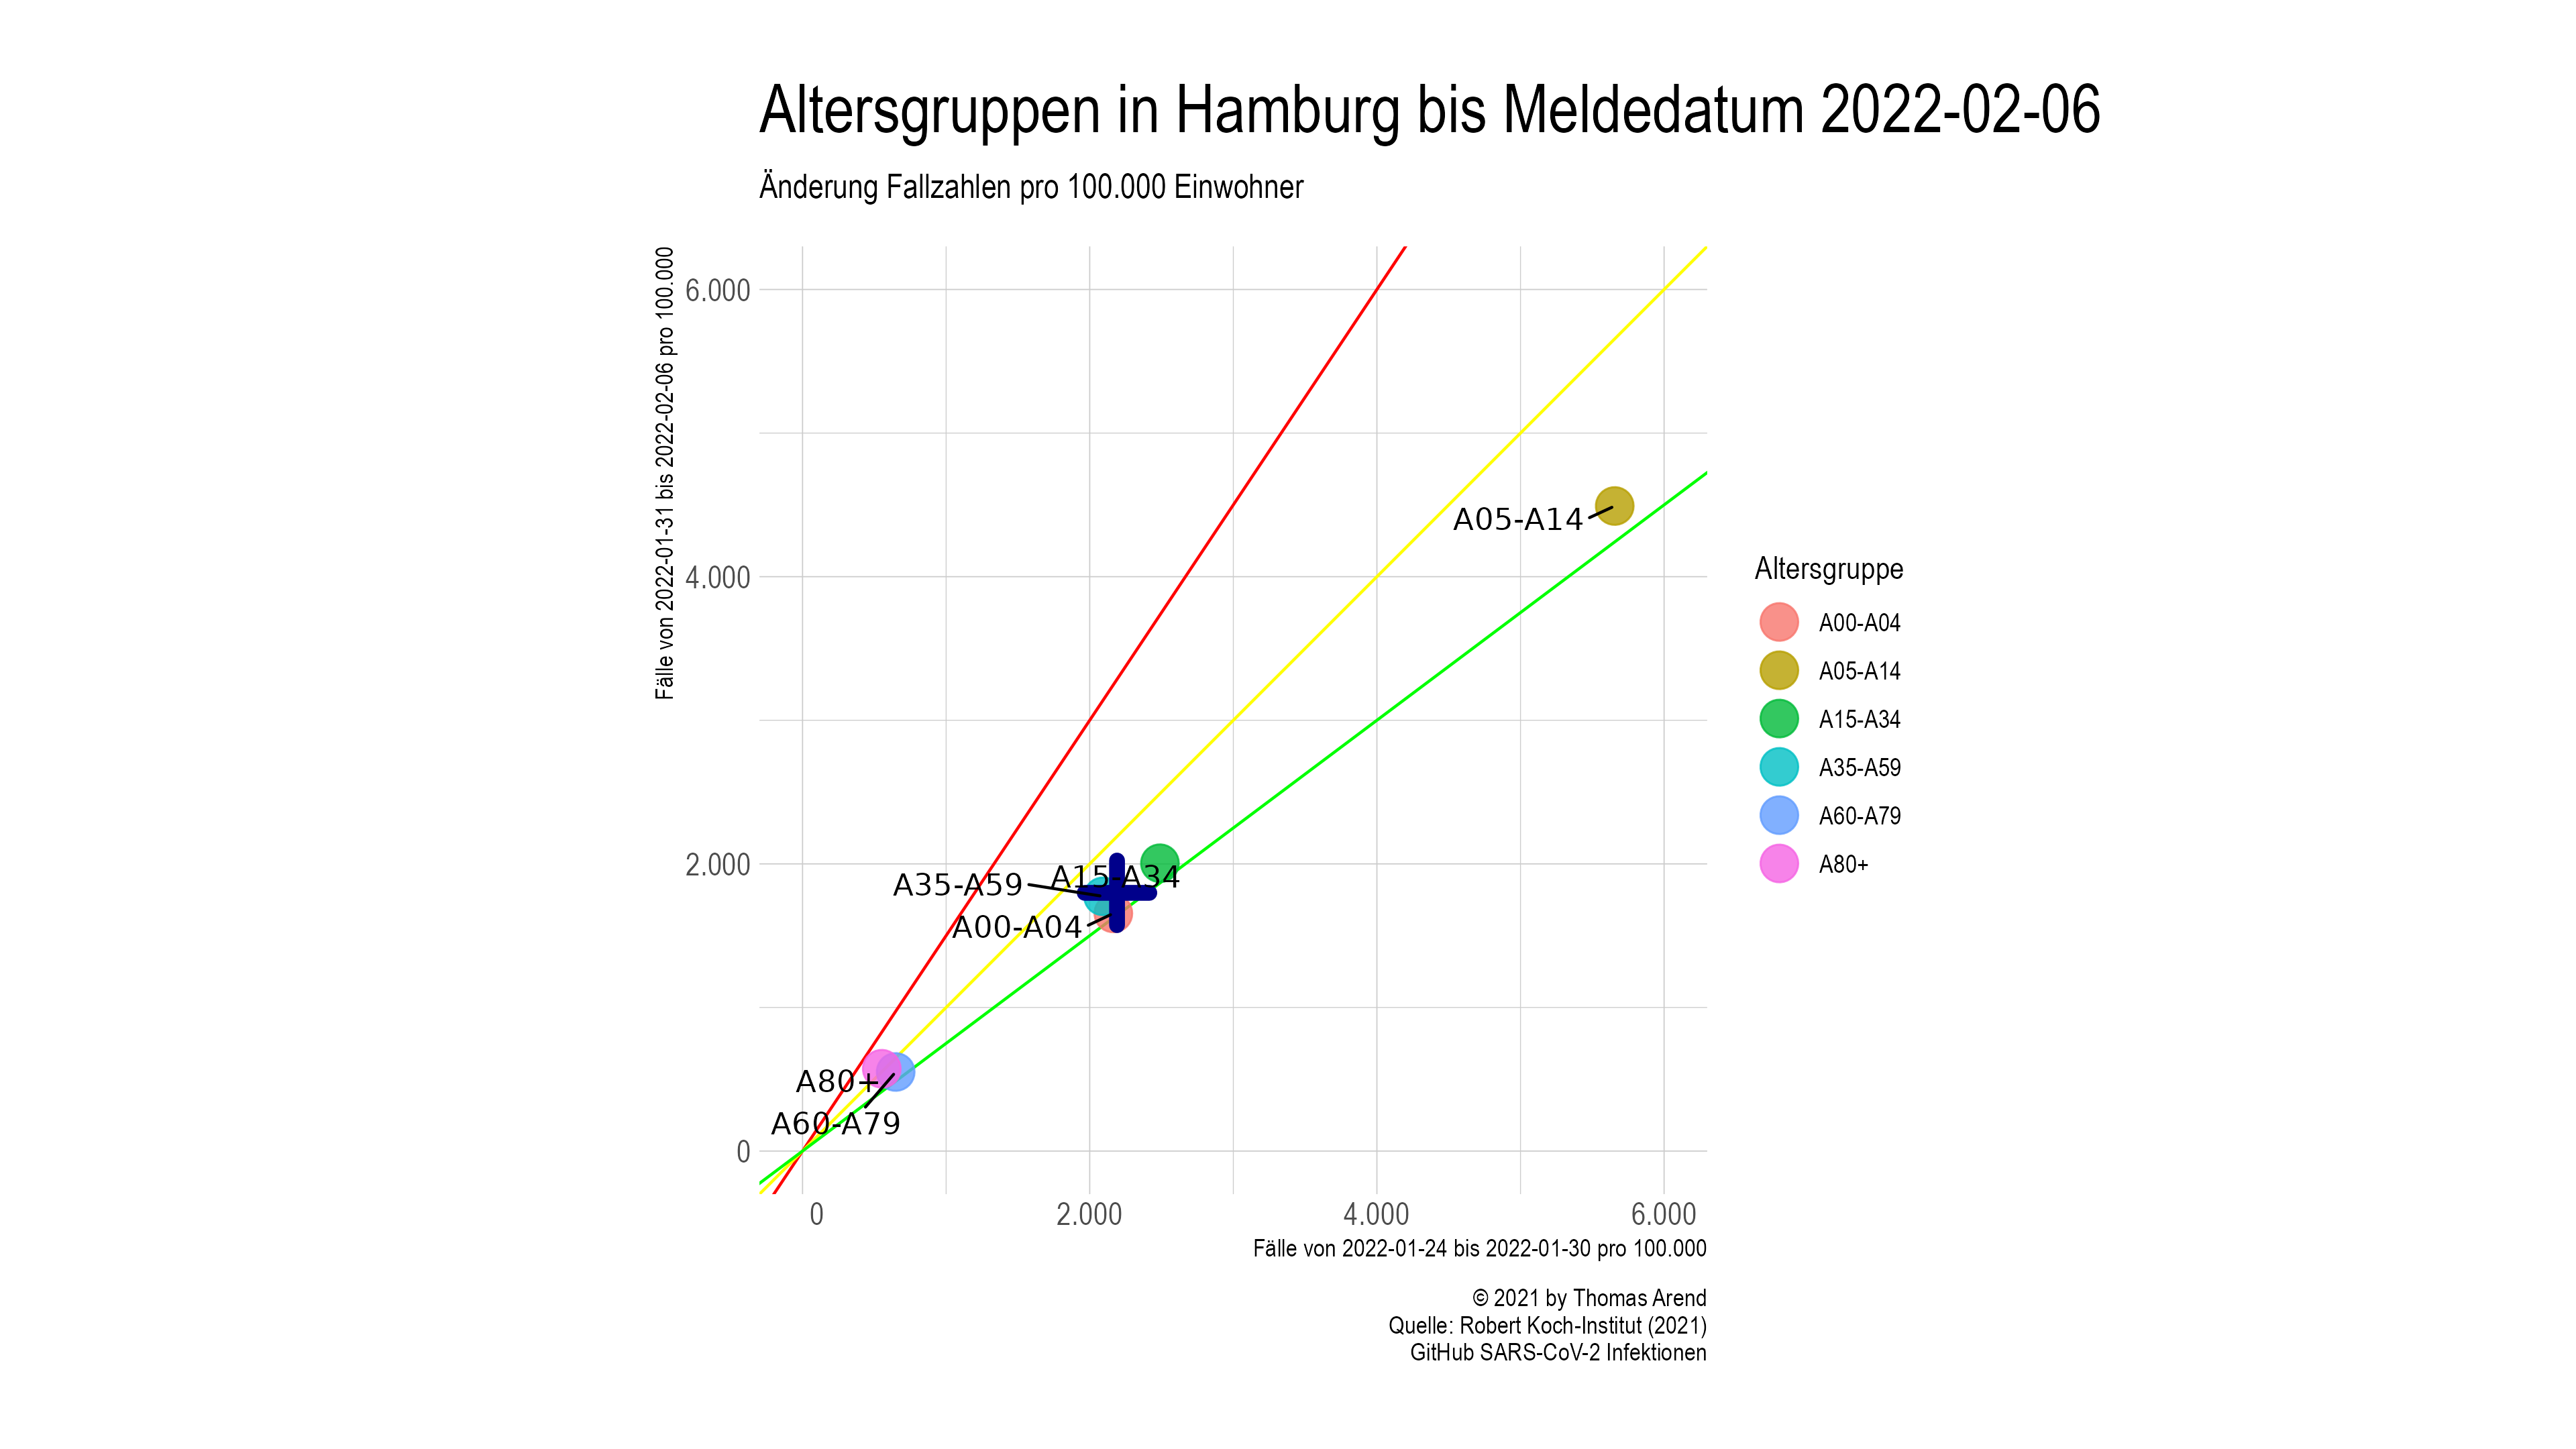 Altersgruppen in Hamburg bis Meldedatum 2022-02-06
Änderung Fallzahlen pro 100.000 Einwohner
Fälle von 2022-01-31 bis 2022-02-06 pro 100.000
6.000
4.000
2.000
0
A05-A14
A15-A34
A35-A59
A00-A04
A80+
A60-A79
0
2.000
4.000
6.000
Fälle von 2022-01-24 bis 2022-01-30 pro 100.000
Altersgruppe
A00-A04
A05-A14
A15-A34
A35-A59
A60-A79
A80+
© 2021 by Thomas Arend
Quelle: Robert Koch-Institut (2021)
GitHub SARS-CoV-2 Infektionen